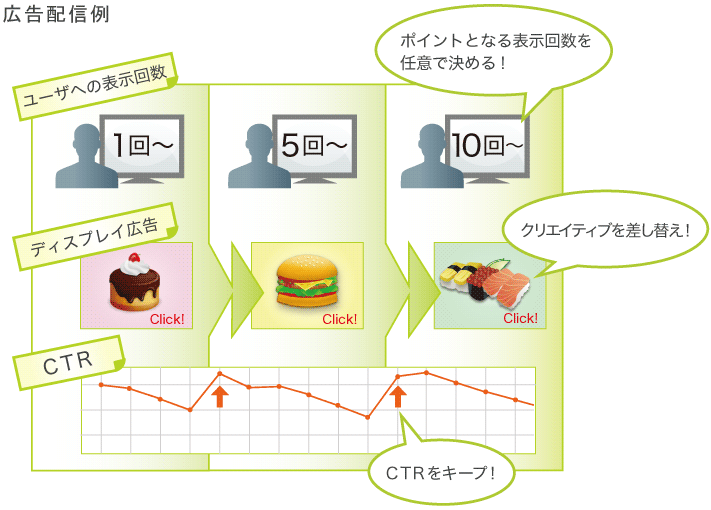 広告配信例
ポイントとなる表示回数を
任意で決める!
ユーザへの表示回数
1回〜
5回〜
10回〜
ディスプレイ広告
クリエイティブを差し替え!
Click!
Click!
Click!
CTR
CTRをキープ!